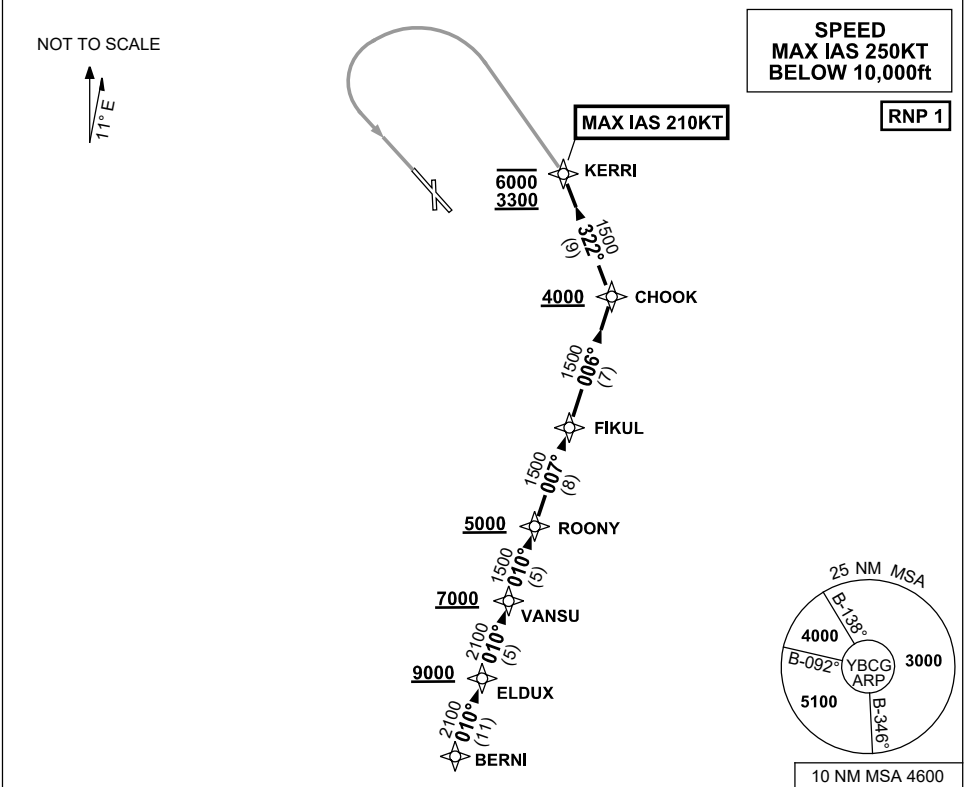 NOT TO SCALE
11° E
SPEED
MAX IAS 250KT
BELOW 10,000ft
RNP 1
MAX IAS 210KT
KERRI
6000
3300
1500
322°
(9)
4000
CHOOK
1500
006°
(7)
FIKUL
1500
007°
(8)
5000
ROONY
1500
010°
(5)
7000
VANSU
2100
010°
(5)
9000
ELDUX
2100
010°
(11)
BERNI
25 NM MSA
B-138°
4000
B-092°
YBCG
ARP
3000
5100
B-346°
10 NM MSA 4600